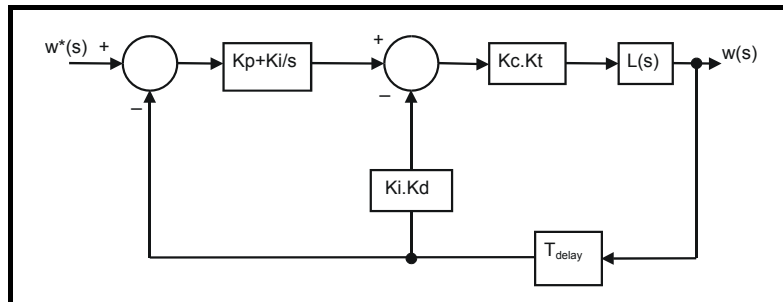 w*(s) +
Kp+Ki/s
+
Kc.Kt
L(s)
w(s)
–
–
Ki.Kd
Tdelay